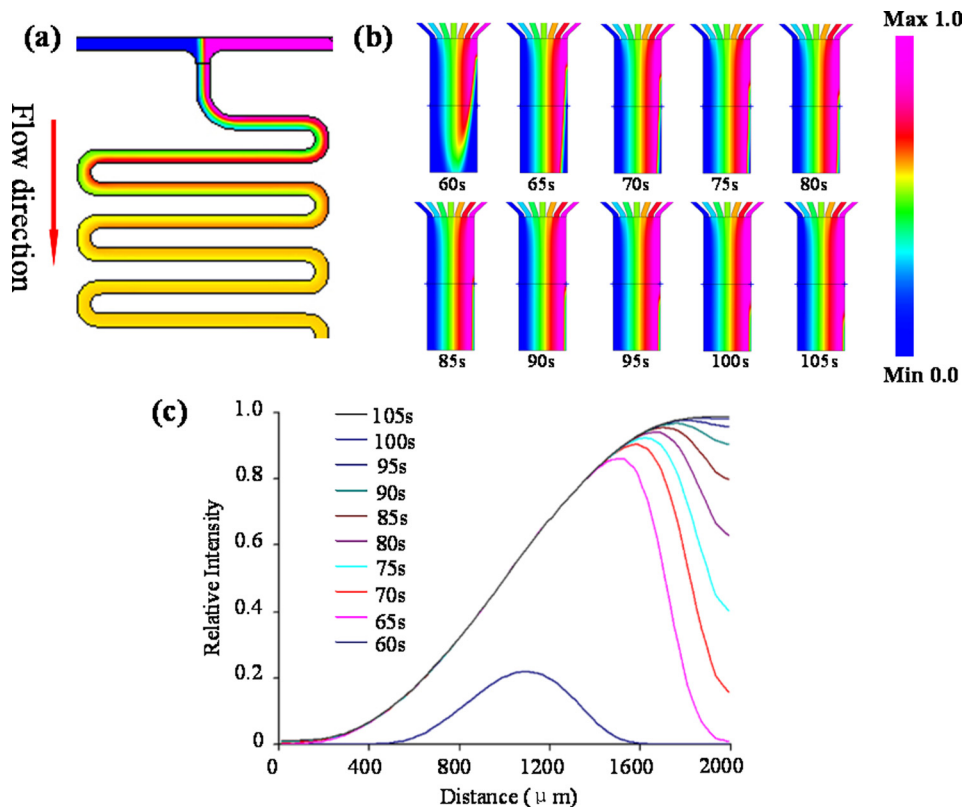 (a)
Flow direction
(b)
Max 1.0
60s 65s 70s 75s 80s
85s 90s 95s 100s 105s
Min 0.0
(c)
Relative Intensity
1.0
0.8
0.6
0.4
0.2
0
105s
100s
95s
90s
85s
80s
75s
70s
65s
60s
0 400 800 1200 1600 2000
Distance (μm)